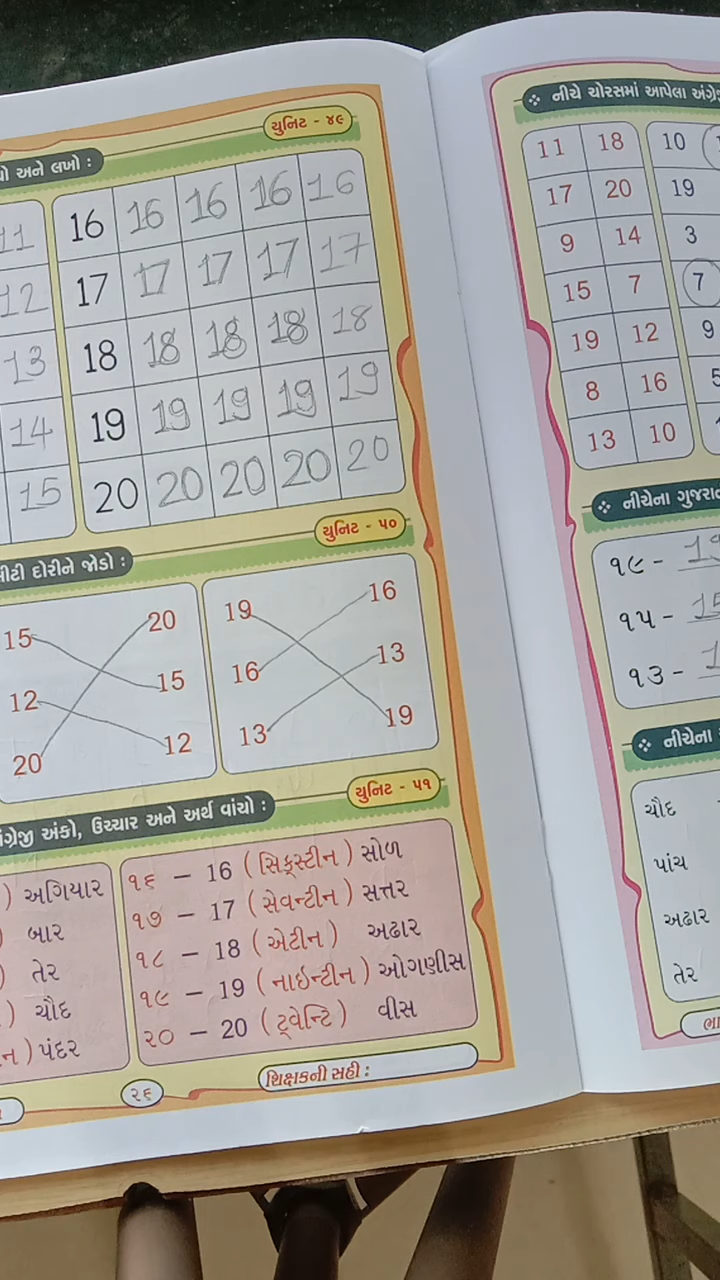 યુનિટ - ૪૯
અને લખો :
11 16 16 16 16 16
12 17 17 17 17 17
13 18 18 18 18 18
14 19 19 19 19 19
15 20 20 20 20 20
યુનિટ - ૫૦
દોરીને જોડો :
15 20 19 16
12 15 16 13
20 12 13 19
યુનિટ - ૫૧
અંકો, ઉચ્ચાર અને અર્થ વાંચો :
) અગિયાર
બાર
) તેર
) ચૌદ
ન ) પંદર
૧૬ - 16 ( સિક્સ્ટીન ) સોળ
૧૭ - 17 ( સેવન્ટીન ) સત્તર
૧૮ - 18 ( એટીન ) અઢાર
૧૯ - 19 ( નાઇન્ટીન ) ઓગણીસ
૨૦ - 20 ( ટ્વેન્ટિ ) વીસ
શિક્ષકની સહી :
૨૬
નીચે ચોરસમાં આપેલા
11 18 10
17 20 19
9 14 3
15 7 7
19 12 9
8 16 5
13 10
નીચેના
૧૯ -
૧૫ - 15
૧૩ -
નીચેના
ચૌદ
પાંચ
અઢાર
તેર